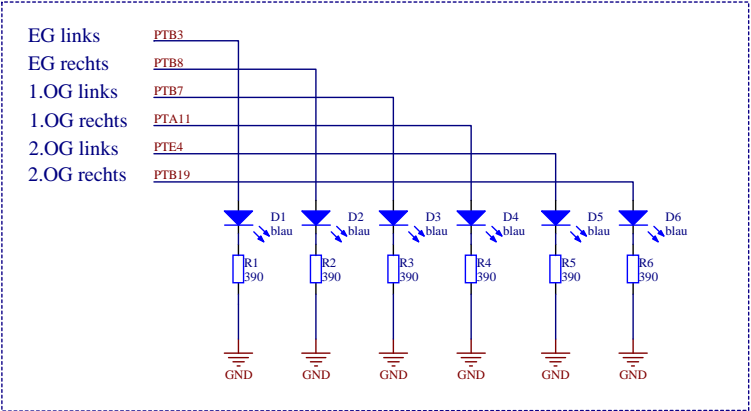 EG links PTB3
EG rechts PTB8
1.OG links PTB7
1.OG rechts PTA11
2.OG links PTE4
2.OG rechts PTB19
D1 D2 D3 D4 D5 D6
blau blau blau blau blau blau
R1 R2 R3 R4 R5 R6
390 390 390 390 390 390
GND GND GND GND GND GND